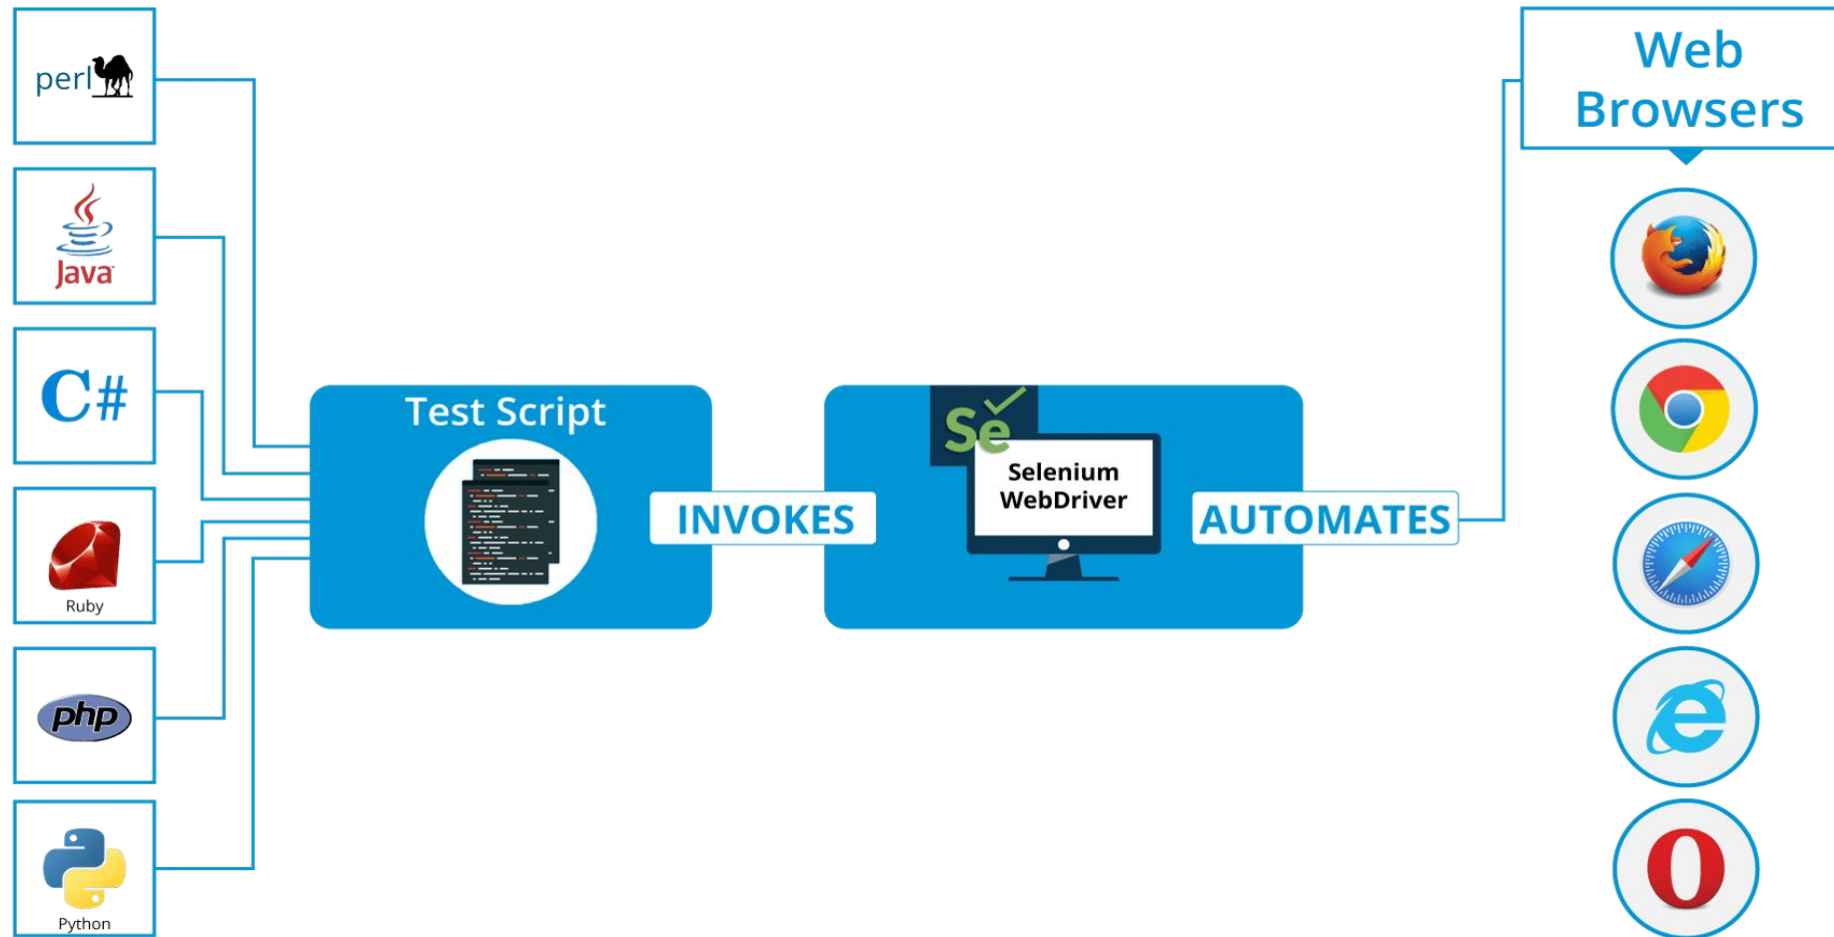 perl
Java
C#
Ruby
php
Python
Test Script
INVOKES
Se
Selenium
WebDriver
AUTOMATES
Web
Browsers